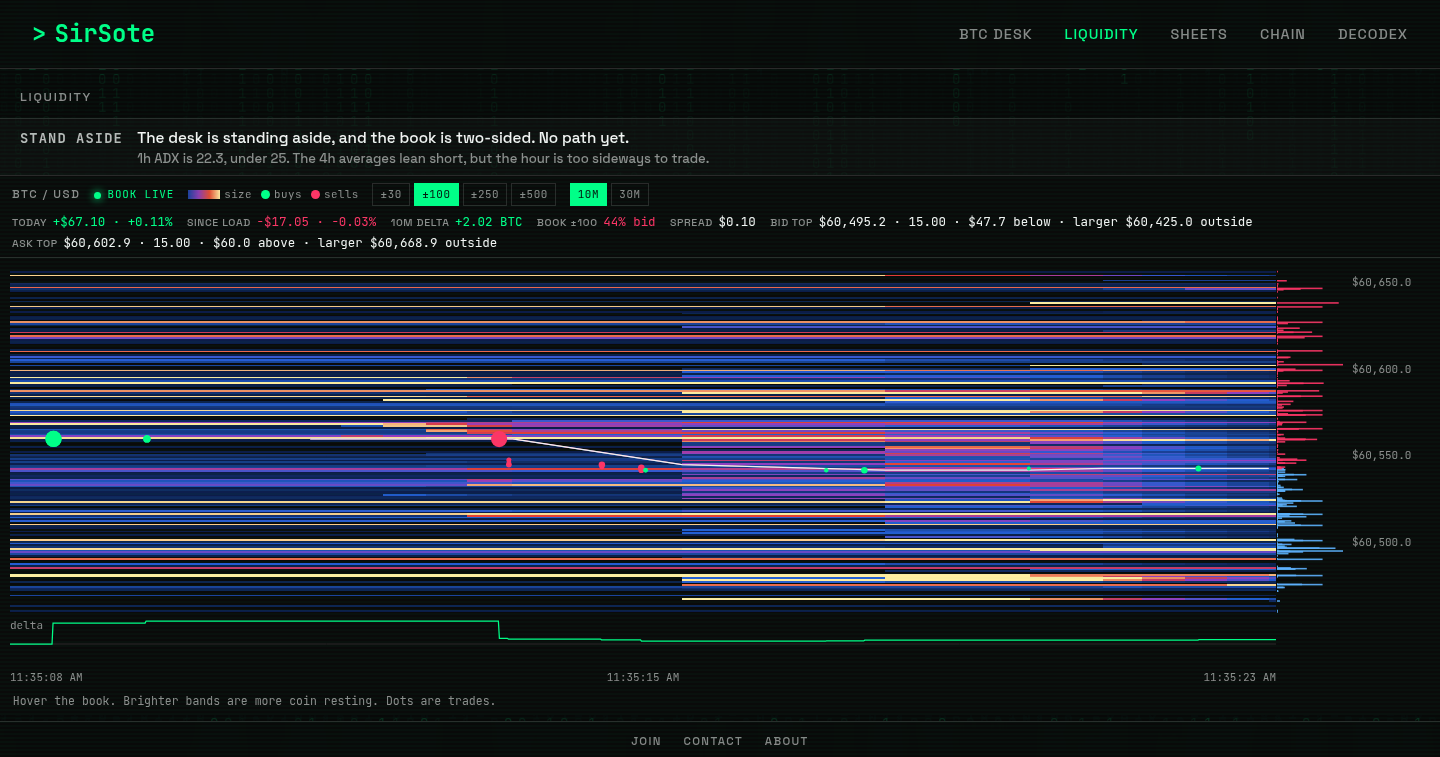 > SirSote
BTC DESK LIQUIDITY SHEETS CHAIN DECODEX
LIQUIDITY
STAND ASIDE The desk is standing aside, and the book is two-sided. No path yet.
1h ADX is 22.3, under 25. The 4h averages lean short, but the hour is too sideways to trade.
BTC / USD BOOK LIVE size buys sells ±30 ±100 ±250 ±500 10M 30M
TODAY +$67.10 · +0.11% SINCE LOAD -$17.05 · -0.03% 10M DELTA +2.02 BTC BOOK ±100 44% bid SPREAD $0.10 BID TOP $60,495.2 · 15.00 · $47.7 below · larger $60,425.0 outside
ASK TOP $60,602.9 · 15.00 · $60.0 above · larger $60,668.9 outside
$60,650.0
$60,600.0
$60,550.0
$60,500.0
delta
11:35:08 AM 11:35:15 AM 11:35:23 AM
Hover the book. Brighter bands are more coin resting. Dots are trades.
JOIN CONTACT ABOUT